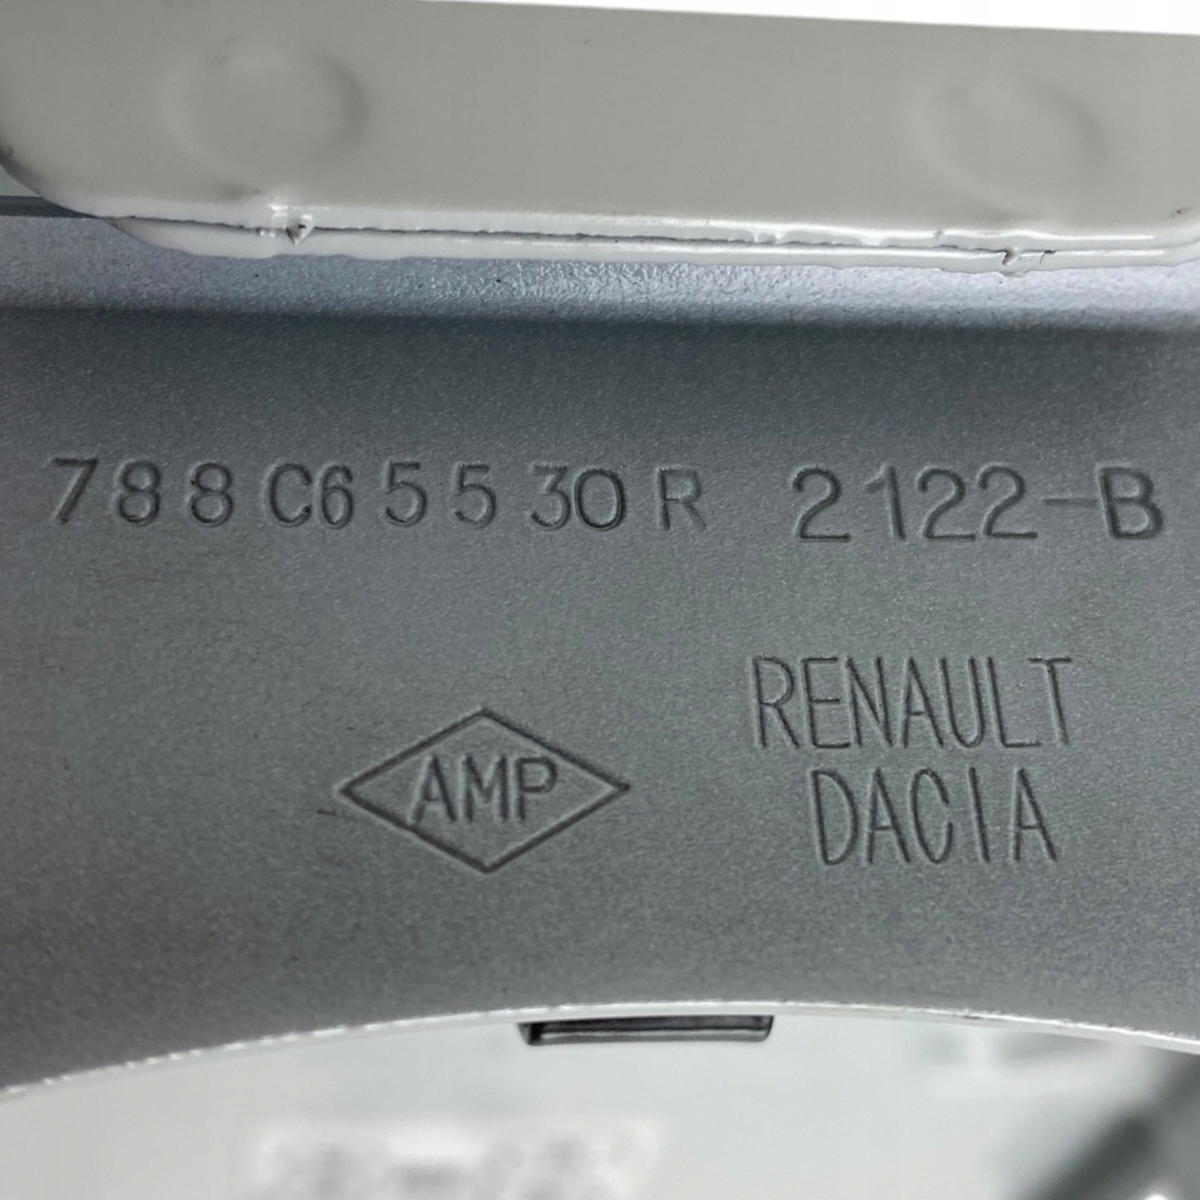 788C65530R 2122-B
RENAULT
AMP
DACIA